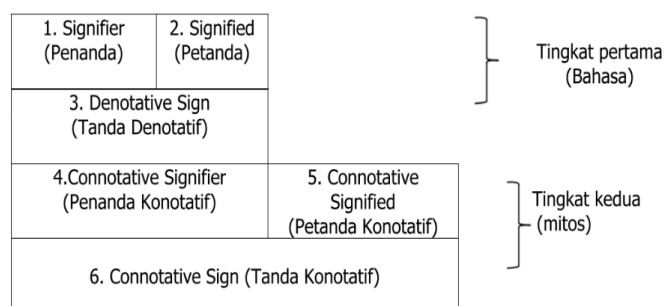 1. Signifier
(Penanda)
2. Signified
(Petanda)
Tingkat pertama
(Bahasa)
3. Denotative Sign
(Tanda Denotatif)
4.Connotative Signifier
(Penanda Konotatif)
5. Connotative
Signified
(Petanda Konotatif)
Tingkat kedua
(mitos)
6. Connotative Sign (Tanda Konotatif)